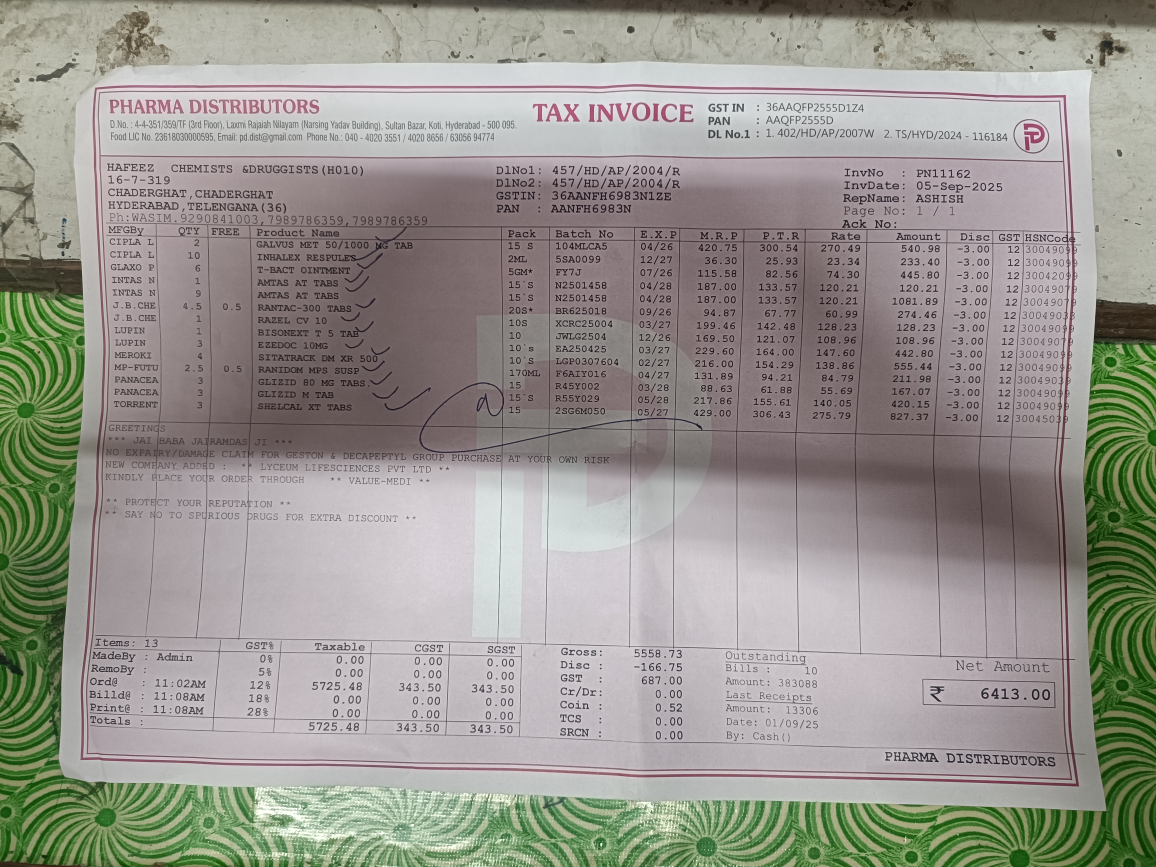 PHARMA DISTRIBUTORS
D.No. : 4-4-351/359/TF (3rd Floor), Laxmi Rajaiah Nilayam (Narsing Yadav Building), Sultan Bazar, Koti, Hyderabad - 500 095.
Food LIC No. 23618030000595, Email: pd.dist@gmail.com Phone No.: 040 - 4020 3551 / 4020 8656 / 63056 94774
TAX INVOICE
GST IN : 36AAQFP2555D1Z4
PAN : AAQFP2555D
DL No.1 : 1. 402/HD/AP/2007W 2. TS/HYD/2024 - 116184
HAFEEZ CHEMISTS &DRUGGISTS(H010)
16-7-319
CHADERGHAT,CHADERGHAT
HYDERABAD,TELENGANA(36)
Ph:WASIM.9290841003,7989786359,7989786359
DlNo1: 457/HD/AP/2004/R
DlNo2: 457/HD/AP/2004/R
GSTIN: 36AANFH6983N1ZE
PAN : AANFH6983N
InvNo : PN11162
InvDate: 05-Sep-2025
RepName: ASHISH
Page No: 1 / 1
Ack No:
MFGBy QTY FREE Product Name Pack Batch No E.X.P M.R.P P.T.R Rate Amount Disc GST HSNCode
CIPLA L 2 GALVUS MET 50/1000 MG TAB 15 S 104MLCA5 04/26 420.75 300.54 270.49 540.98 -3.00 12 30049099
CIPLA L 10 INHALEX RESPULES 2ML 5SA0099 12/27 36.30 25.93 23.34 233.40 -3.00 12 30049099
GLAXO P 6 T-BACT OINTMENT 5GM* FY7J 07/26 115.58 82.56 74.30 445.80 -3.00 12 30042099
INTAS N 1 AMTAS AT TABS 15`S N2501458 04/28 187.00 133.57 120.21 120.21 -3.00 12 30049079
INTAS N 9 AMTAS AT TABS 15`S N2501458 04/28 187.00 133.57 120.21 1081.89 -3.00 12 30049079
J.B.CHE 4.5 0.5 RANTAC-300 TABS 20S* BR625018 09/26 94.87 67.77 60.99 274.46 -3.00 12 30049033
J.B.CHE 1 RAZEL CV 10 10S XCRC25004 03/27 199.46 142.48 128.23 128.23 -3.00 12 30049099
LUPIN 1 BISONEXT T 5 TAB 10 JWLG2504 12/26 169.50 121.07 108.96 108.96 -3.00 12 30049079
LUPIN 3 EZEDOC 10MG 10`s EA250425 03/27 229.60 164.00 147.60 442.80 -3.00 12 30049099
MEROKI 4 SITATRACK DM XR 500 10`S LGP0307604 02/27 216.00 154.29 138.86 555.44 -3.00 12 30049099
MP-FUTU 2.5 0.5 RANIDOM MPS SUSP 170ML F6AIY016 04/27 131.89 94.21 84.79 211.98 -3.00 12 30049039
PANACEA 3 GLIZID 80 MG TABS 15 R45Y002 03/28 88.63 61.88 55.69 167.07 -3.00 12 30049099
PANACEA 3 GLIZID M TAB 15`S R55Y029 05/28 217.86 155.61 140.05 420.15 -3.00 12 30049099
TORRENT 3 SHELCAL XT TABS 15 2SG6M050 05/27 429.00 306.43 275.79 827.37 -3.00 12 30045039
GREETINGS
*** JAI BABA JAIRAMDAS JI ***
NO EXPAIRY/DAMAGE CLAIM FOR GESTON & DECAPEPTYL GROUP PURCHASE AT YOUR OWN RISK
NEW COMPANY ADDED : ** LYCEUM LIFESCIENCES PVT LTD **
KINDLY PLACE YOUR ORDER THROUGH ** VALUE-MEDI **
** PROTECT YOUR REPUTATION **
** SAY NO TO SPURIOUS DRUGS FOR EXTRA DISCOUNT **
Items: 13 GST% Taxable CGST SGST
MadeBy : Admin 0% 0.00 0.00 0.00
RemoBy : 5% 0.00 0.00 0.00
Ord@ : 11:02AM 12% 5725.48 343.50 343.50
Billd@ : 11:08AM 18% 0.00 0.00 0.00
Print@ : 11:08AM 28% 0.00 0.00 0.00
Totals : 5725.48 343.50 343.50
Gross: 5558.73
Disc : -166.75
GST : 687.00
Cr/Dr: 0.00
Coin : 0.52
TCS : 0.00
SRCN : 0.00
Outstanding
Bills : 10
Amount: 383088
Last Receipts
Amount: 13306
Date: 01/09/25
By: Cash()
Net Amount
₹ 6413.00
PHARMA DISTRIBUTORS